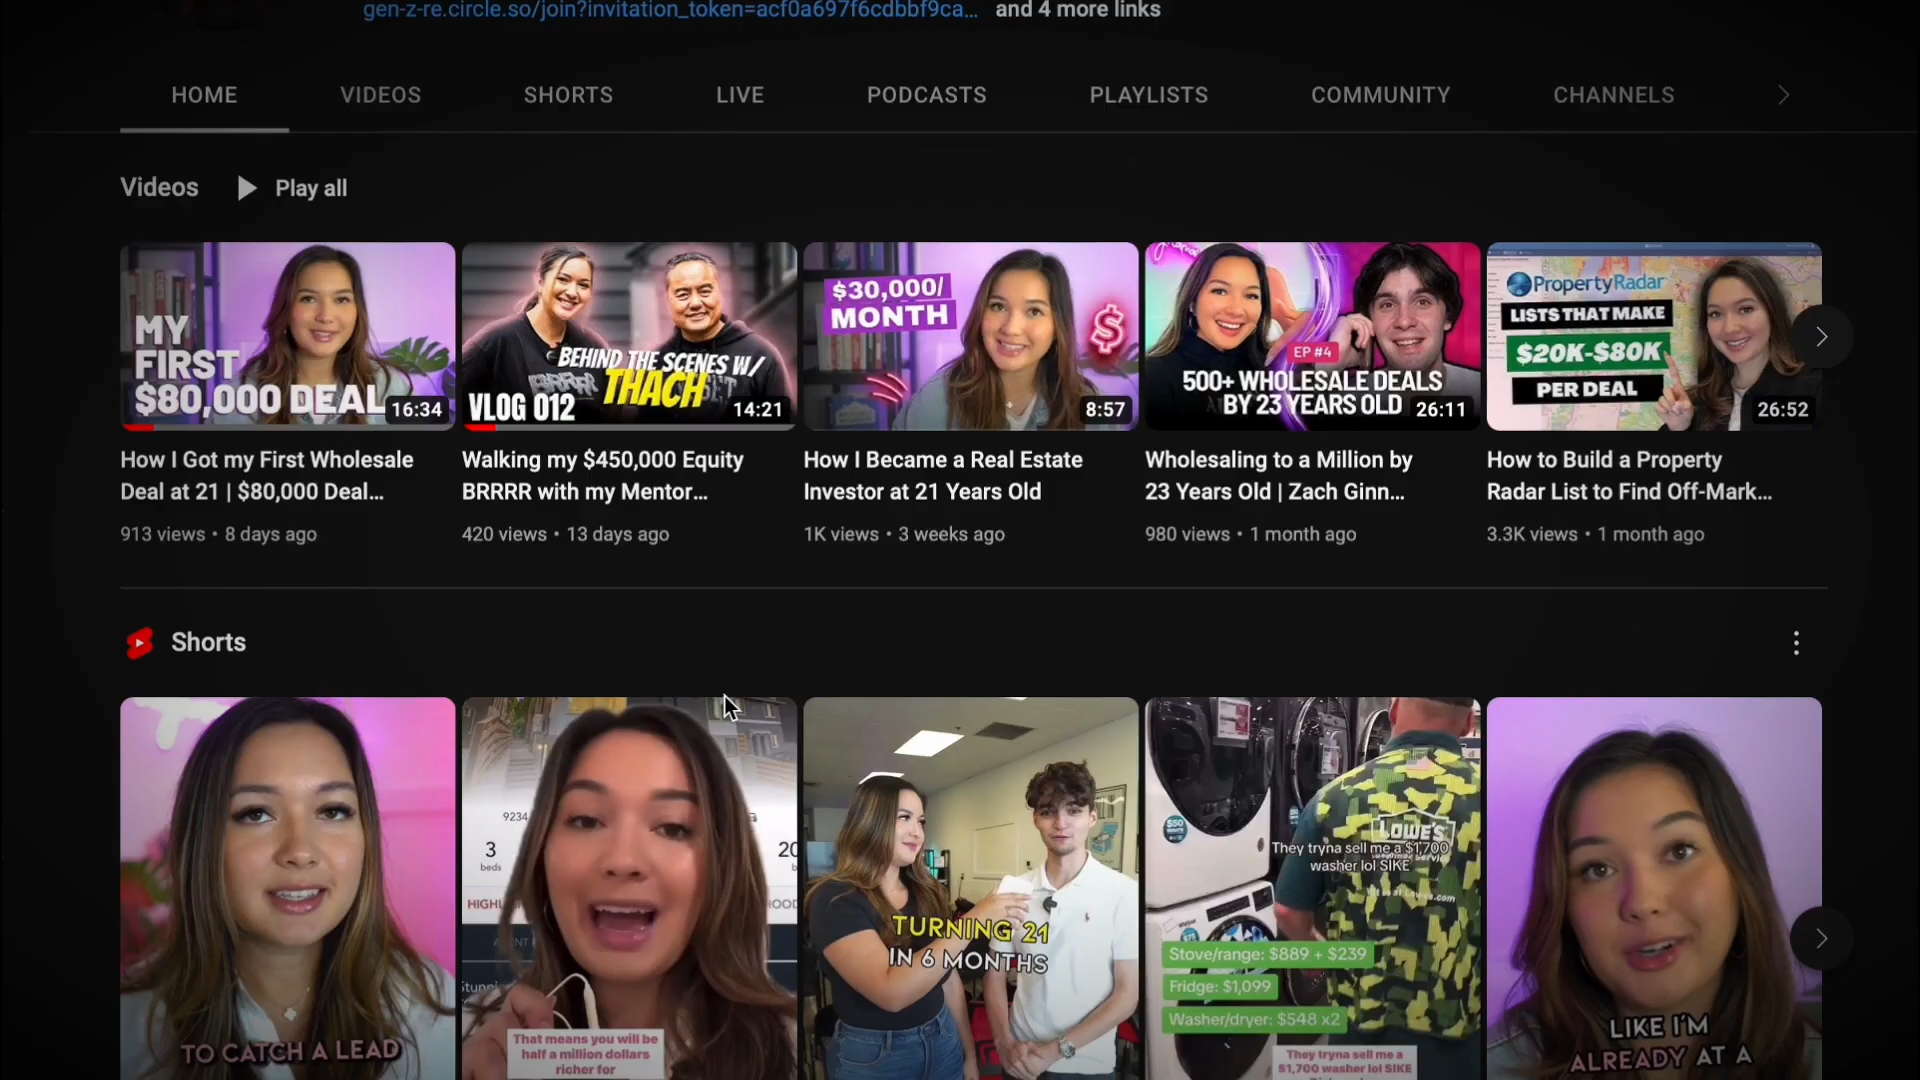 gen-z-re.circle.so/join?invitation_token=acf0a697f6cdbbf9ca... and 4 more links
HOME VIDEOS SHORTS LIVE PODCASTS PLAYLISTS COMMUNITY CHANNELS
Videos Play all
MY
FIRST
$80,000 DEAL
16:34
BEHIND THE SCENES W/
THACH
VLOG 012
14:21
$30,000/
MONTH
8:57
EP #4
500+ WHOLESALE DEALS
BY 23 YEARS OLD
26:11
PropertyRadar
LISTS THAT MAKE
$20K-$80K
PER DEAL
26:52
How I Got my First Wholesale
Deal at 21 | $80,000 Deal...
913 views • 8 days ago
Walking my $450,000 Equity
BRRRR with my Mentor...
420 views • 13 days ago
How I Became a Real Estate
Investor at 21 Years Old
1K views • 3 weeks ago
Wholesaling to a Million by
23 Years Old | Zach Ginn...
980 views • 1 month ago
How to Build a Property
Radar List to Find Off-Mark...
3.3K views • 1 month ago
Shorts
TO CATCH A LEAD
9234
3
beds
20
HIGHL
AGENT
That means you will be
half a million dollars
richer for
TURNING 21
IN 6 MONTHS
LOWE'S
They tryna sell me a $1,700
washer lol SIKE
Stove/range: $889 + $239
Fridge: $1,099
Washer/dryer: $548 x2
They tryna sell me a
$1,700 washer lol SIKE
LIKE I'M
ALREADY AT A